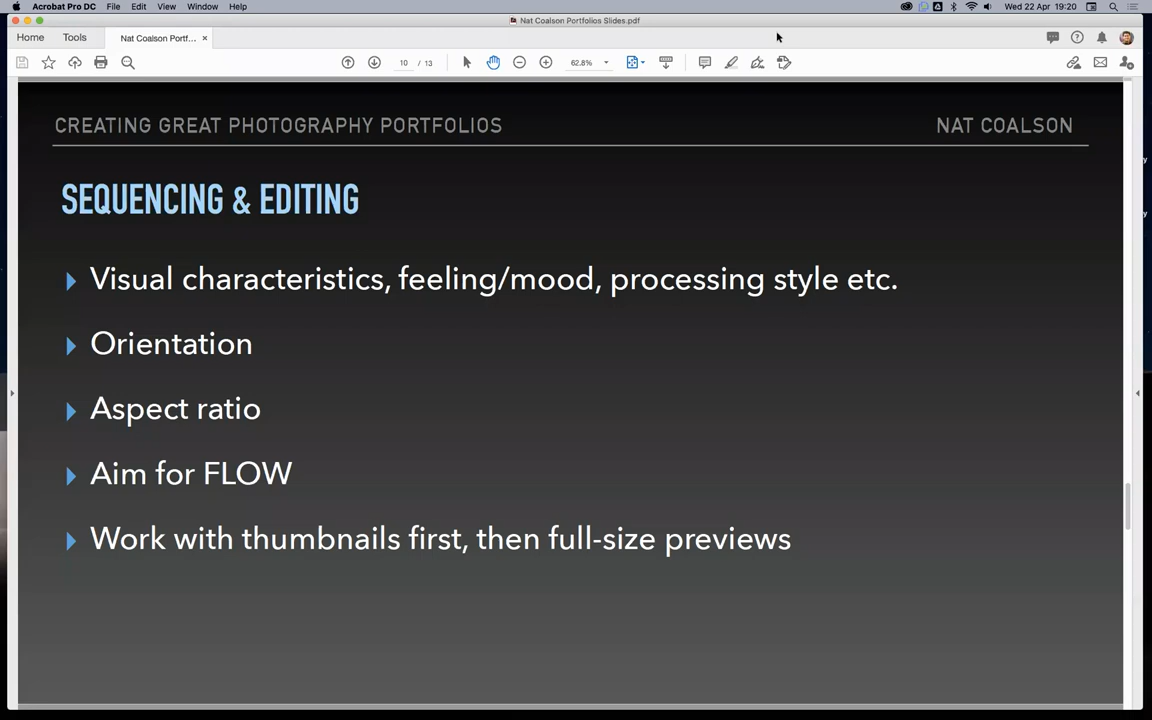 Acrobat Pro DC File Edit View Window Help Wed 22 Apr 19:20
Nat Coalson Portfolios Slides.pdf
Home Tools Nat Coalson Portf... ×
10 / 13 62.8%
CREATING GREAT PHOTOGRAPHY PORTFOLIOS NAT COALSON
SEQUENCING & EDITING
Visual characteristics, feeling/mood, processing style etc.
Orientation
Aspect ratio
Aim for FLOW
Work with thumbnails first, then full-size previews